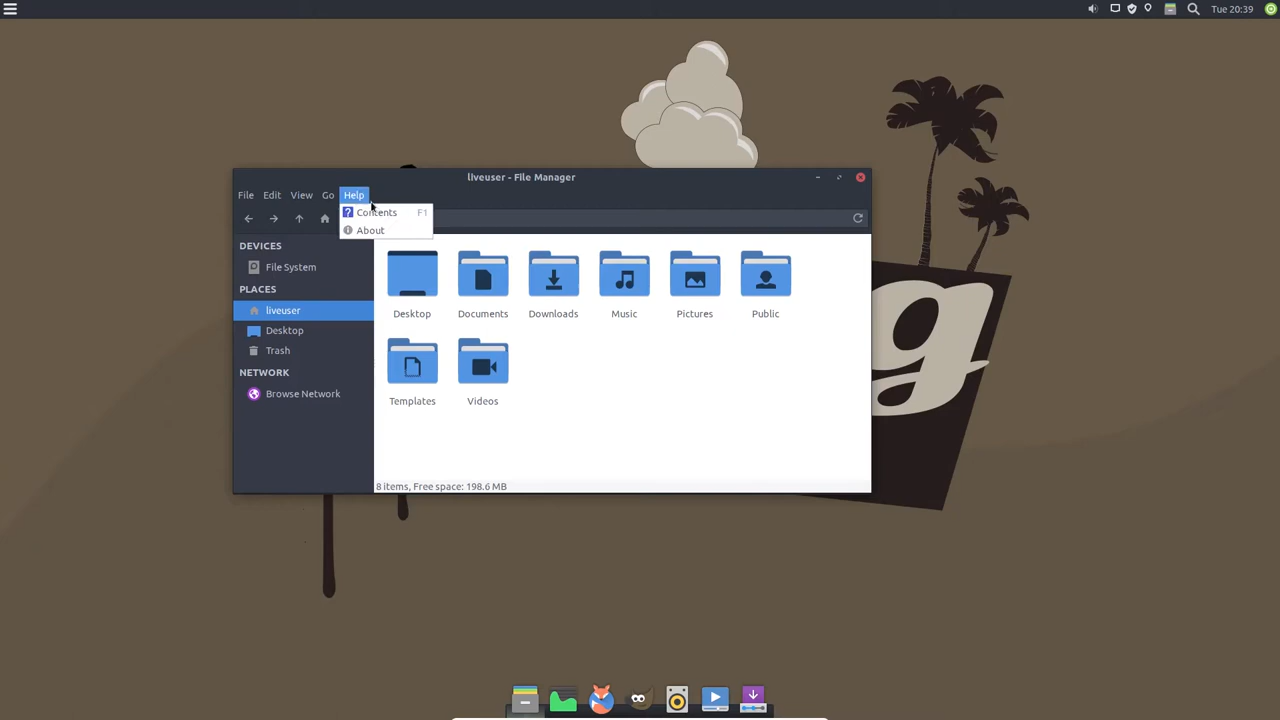 Tue 20:39
liveuser - File Manager
File Edit View Go Help
Contents F1
About
DEVICES
File System
PLACES
liveuser
Desktop
Trash
NETWORK
Browse Network
Desktop Documents Downloads Music Pictures Public
Templates Videos
8 items, Free space: 198.6 MB
g